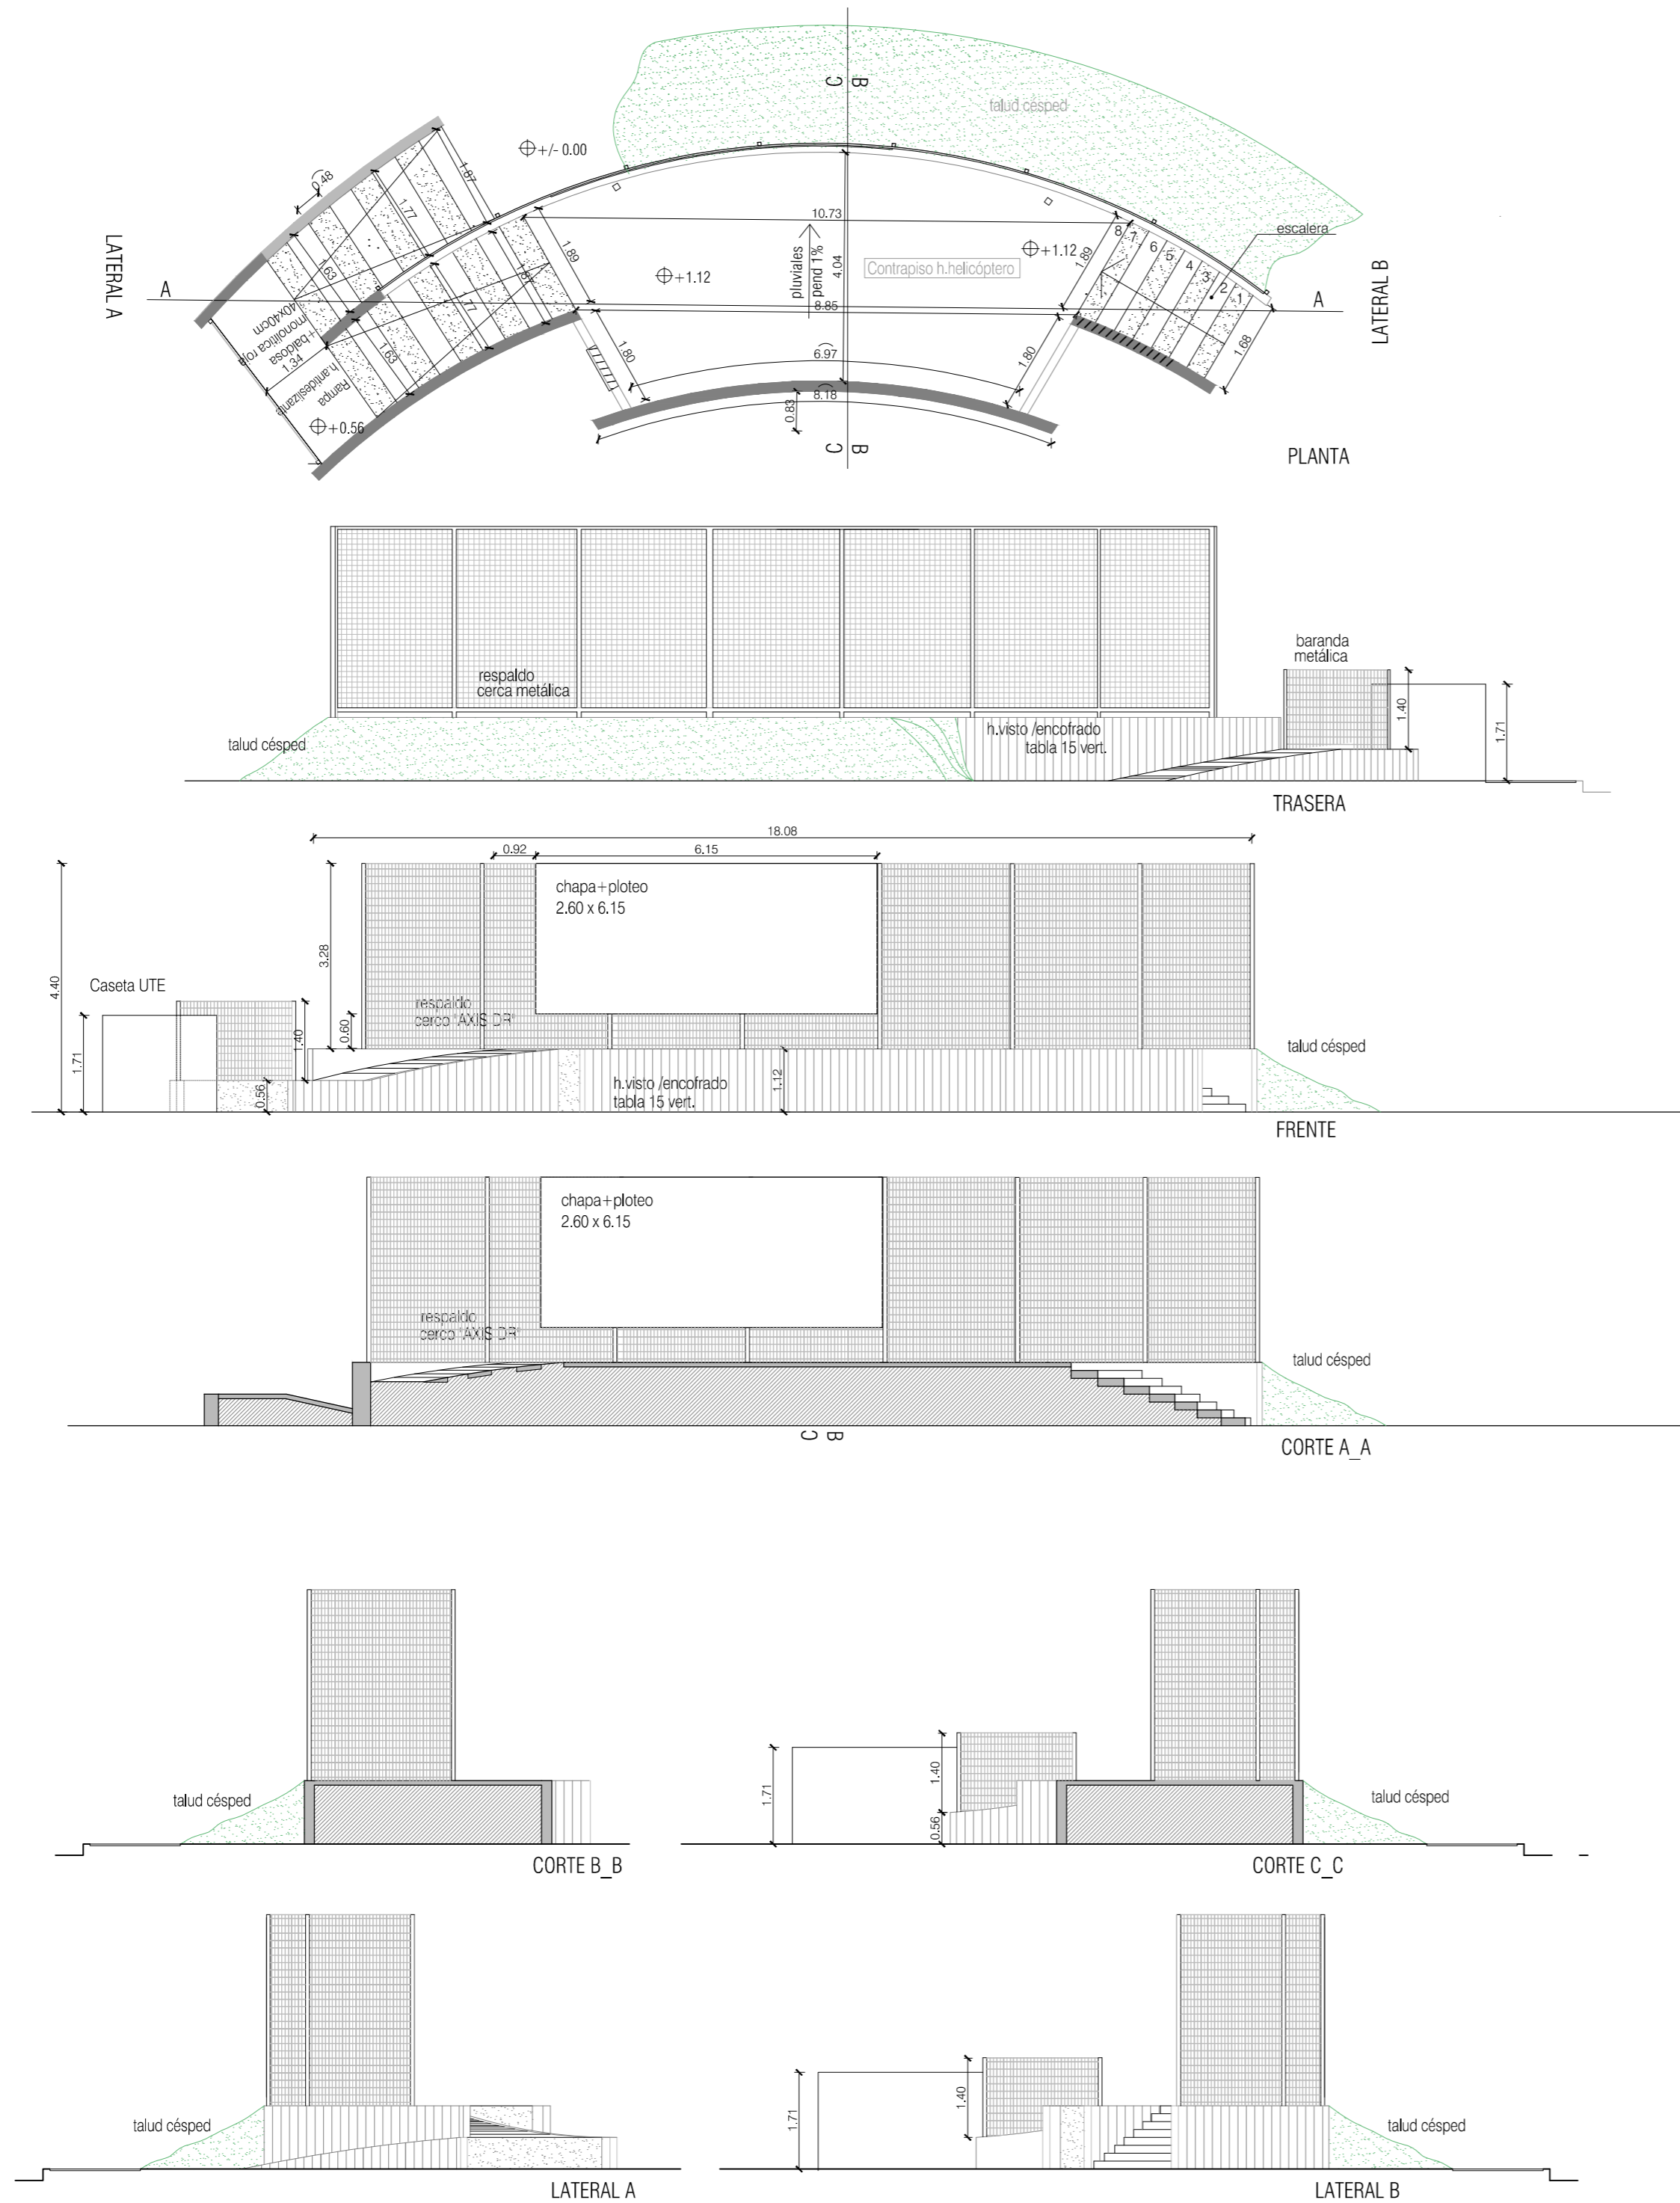 C B
talud césped
+/- 0.00
0.48
1.87
1.77
10.73
escalera
8 7 6 5 4 3 2 1
LATERAL A
A
1.63
1.89
+1.12
pluviales
pend 1%
4.04
Contrapiso h.helicóptero
+1.12
1.89
A
LATERAL B
8.85
1.87
1.77
Rampa
h.antideslizante
+ baldosa
monolítica roja
40x40cm
1.34
1.63
1.80
6.97
1.80
1.68
+0.56
0.83
8.18
C B
PLANTA
respaldo
cerca metálica
baranda
metálica
1.40
1.71
talud césped
h.visto /encofrado
tabla 15 vert.
TRASERA
18.08
0.92
6.15
chapa+ploteo
2.60 x 6.15
4.40
3.28
Caseta UTE
respaldo
cerco "AXIS DR"
0.60
1.40
1.71
0.56
h.visto /encofrado
tabla 15 vert.
1.12
talud césped
FRENTE
chapa+ploteo
2.60 x 6.15
respaldo
cerco "AXIS DR"
talud césped
C B
CORTE A_A
talud césped
CORTE B_B
1.71
1.40
0.56
talud césped
CORTE C_C
talud césped
LATERAL A
1.71
1.40
talud césped
LATERAL B